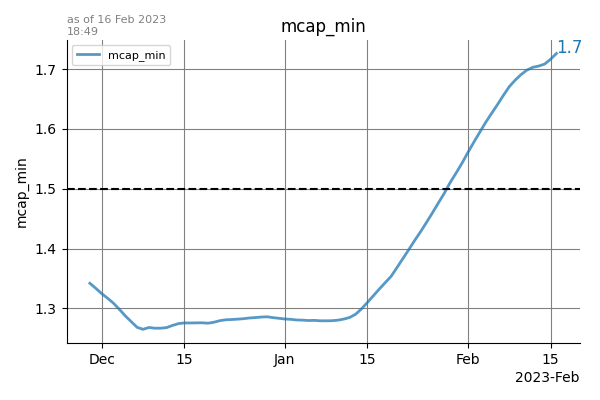 as of 16 Feb 2023
18:49
mcap_min
mcap_min
1.7
1.7
1.6
1.5
1.4
1.3
mcap_min
Dec
15
Jan
15
Feb
15
2023-Feb